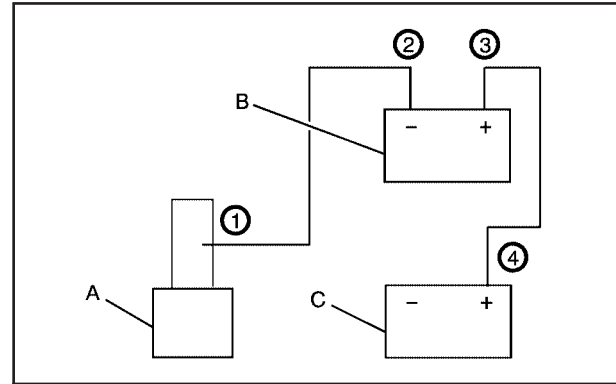 ② ③
B
− +
①
④
A
C
− +